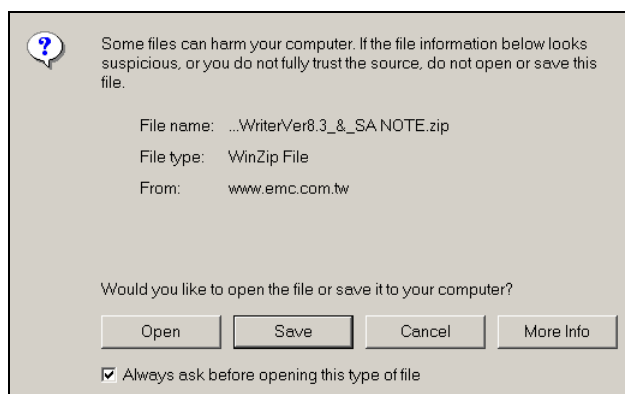 Some files can harm your computer. If the file information below looks
suspicious, or you do not fully trust the source, do not open or save this
file.
File name: ...WriterVer8.3_&_SA NOTE.zip
File type: WinZip File
From: www.emc.com.tw
Would you like to open the file or save it to your computer?
Open Save Cancel More Info
Always ask before opening this type of file